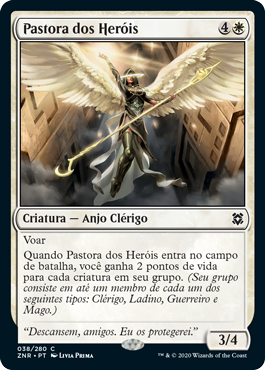 Pastora dos Heróis 4
Criatura — Anjo Clérigo
Voar
Quando Pastora dos Heróis entra no campo
de batalha, você ganha 2 pontos de vida
para cada criatura em seu grupo. (Seu grupo
consiste em até um membro de cada um dos
seguintes tipos: Clérigo, Ladino, Guerreiro e
Mago.)
"Descansem, amigos. Eu os protegerei."
3/4
038/280 C
ZNR • PT LIVIA PRIMA
™ & © 2020 Wizards of the Coast